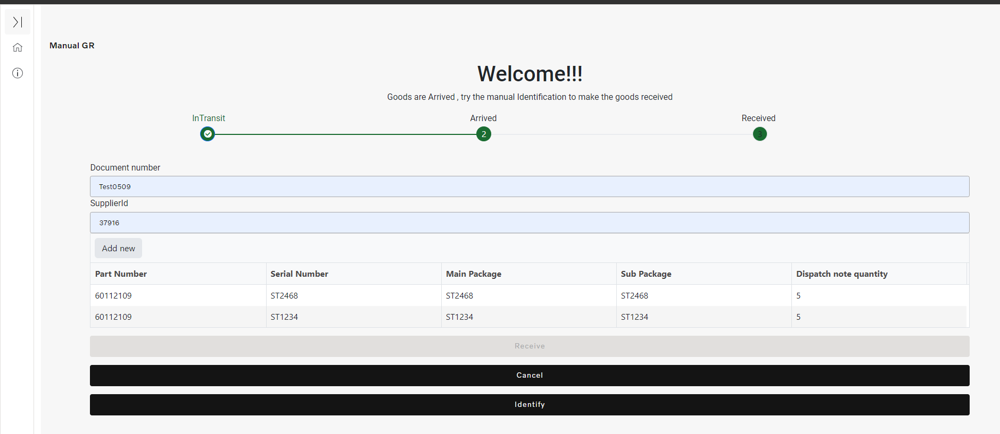 Manual GR
Welcome!!!
Goods are Arrived , try the manual Identification to make the goods received
InTransit Arrived Received
2 3
Document number
Test0509
SupplierId
37916
Add new
Part Number Serial Number Main Package Sub Package Dispatch note quantity
60112109 ST2468 ST2468 ST2468 5
60112109 ST1234 ST1234 ST1234 5
Receive
Cancel
Identify